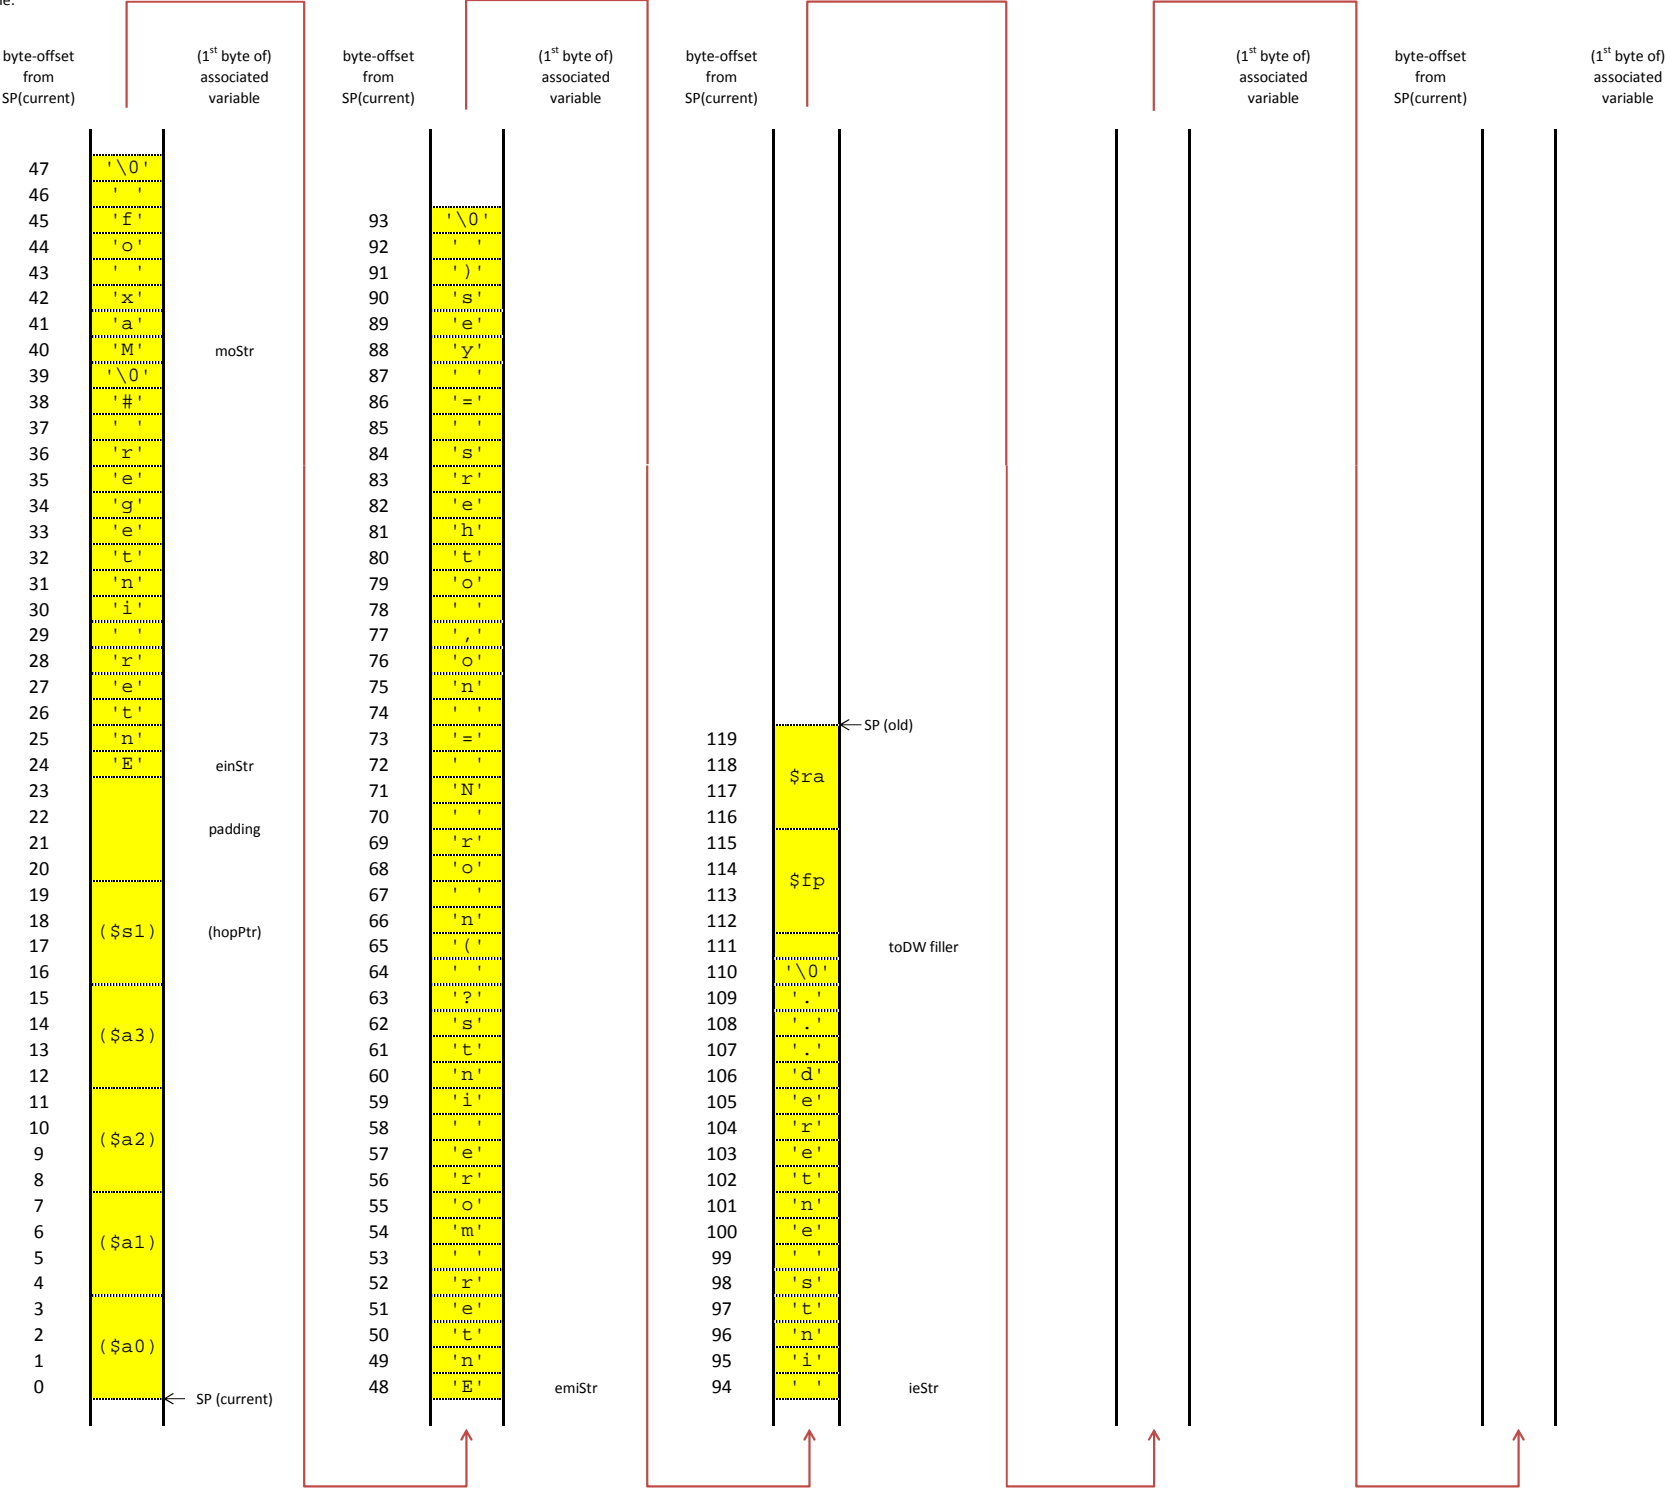 me:
byte-offset from SP(current)
(1st byte of) associated variable
byte-offset from SP(current)
(1st byte of) associated variable
byte-offset from SP(current)
(1st byte of) associated variable
byte-offset from SP(current)
(1st byte of) associated variable
47 '\0'
46 ' '
45 'f' 93 '\0'
44 'o' 92 ' '
43 ' ' 91 ')'
42 'x' 90 's'
41 'a' 89 'e'
40 'M' moStr 88 'y'
39 '\0' 87 ' '
38 '#' 86 '='
37 ' ' 85 ' '
36 'r' 84 's'
35 'e' 83 'r'
34 'g' 82 'e'
33 'e' 81 'h'
32 't' 80 't'
31 'n' 79 'o'
30 'i' 78 ' '
29 ' ' 77 ','
28 'r' 76 'o'
27 'e' 75 'n'
26 't' 74 ' ' SP (old)
25 'n' 73 '=' 119
24 'E' einStr 72 ' ' 118
$ra
23 71 'N' 117
22 70 ' ' 116
padding
21 69 'r' 115
20 68 'o' 114
$fp
19 67 ' ' 113
18 66 'n' 112
($s1) (hopPtr)
17 65 '(' 111 toDW filler
16 64 ' ' 110 '\0'
15 63 '?' 109 '.'
14 62 's' 108 '.'
($a3)
13 61 't' 107 '.'
12 60 'n' 106 'd'
11 59 'i' 105 'e'
10 58 ' ' 104 'r'
($a2)
9 57 'e' 103 'e'
8 56 'r' 102 't'
7 55 'o' 101 'n'
6 54 'm' 100 'e'
($a1)
5 53 ' ' 99 ' '
4 52 'r' 98 's'
3 51 'e' 97 't'
2 50 't' 96 'n'
($a0)
1 49 'n' 95 'i'
0 48 'E' emiStr 94 ' ' ieStr
SP (current)